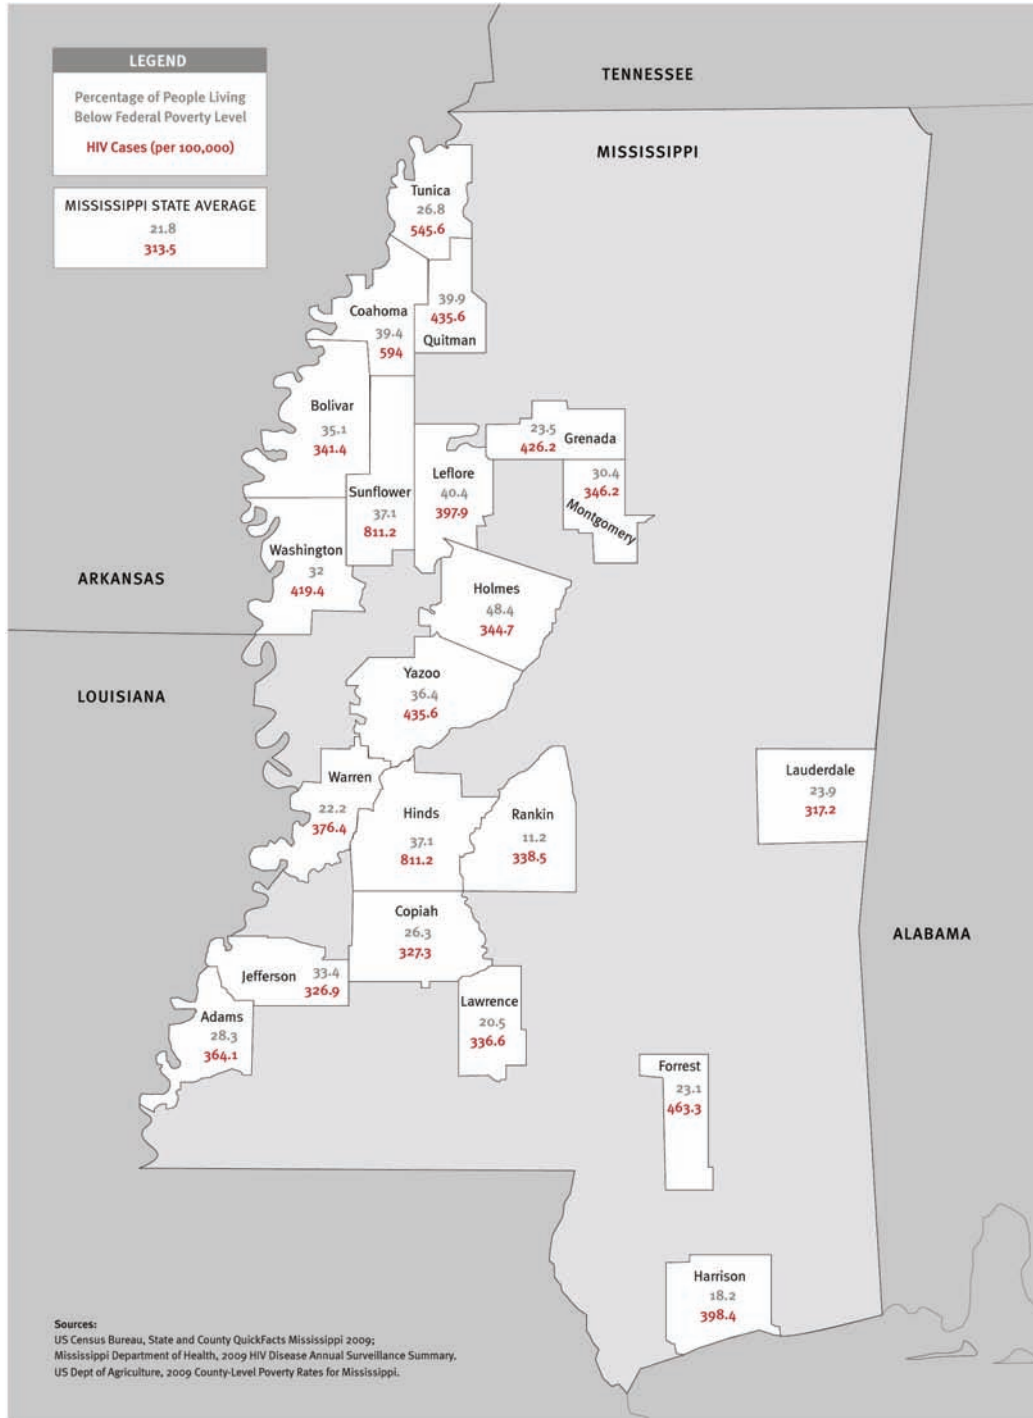 LEGEND
Percentage of People Living
Below Federal Poverty Level
HIV Cases (per 100,000)
MISSISSIPPI STATE AVERAGE
21.8
313.5
TENNESSEE
MISSISSIPPI
Tunica
26.8
545.6
Coahoma
39.4
594
39.9
435.6
Quitman
Bolivar
35.1
341.4
Sunflower
37.1
811.2
Leflore
40.4
397.9
23.5
426.2
Grenada
30.4
346.2
Montgomery
Washington
32
419.4
ARKANSAS
Holmes
48.4
344.7
LOUISIANA
Yazoo
36.4
435.6
Warren
22.2
376.4
Hinds
37.1
811.2
Rankin
11.2
338.5
Lauderdale
23.9
317.2
Copiah
26.3
327.3
ALABAMA
Jefferson
33.4
326.9
Adams
28.3
364.1
Lawrence
20.5
336.6
Forrest
23.1
463.3
Harrison
18.2
398.4
Sources:
US Census Bureau, State and County QuickFacts Mississippi 2009;
Mississippi Department of Health, 2009 HIV Disease Annual Surveillance Summary.
US Dept of Agriculture, 2009 County-Level Poverty Rates for Mississippi.